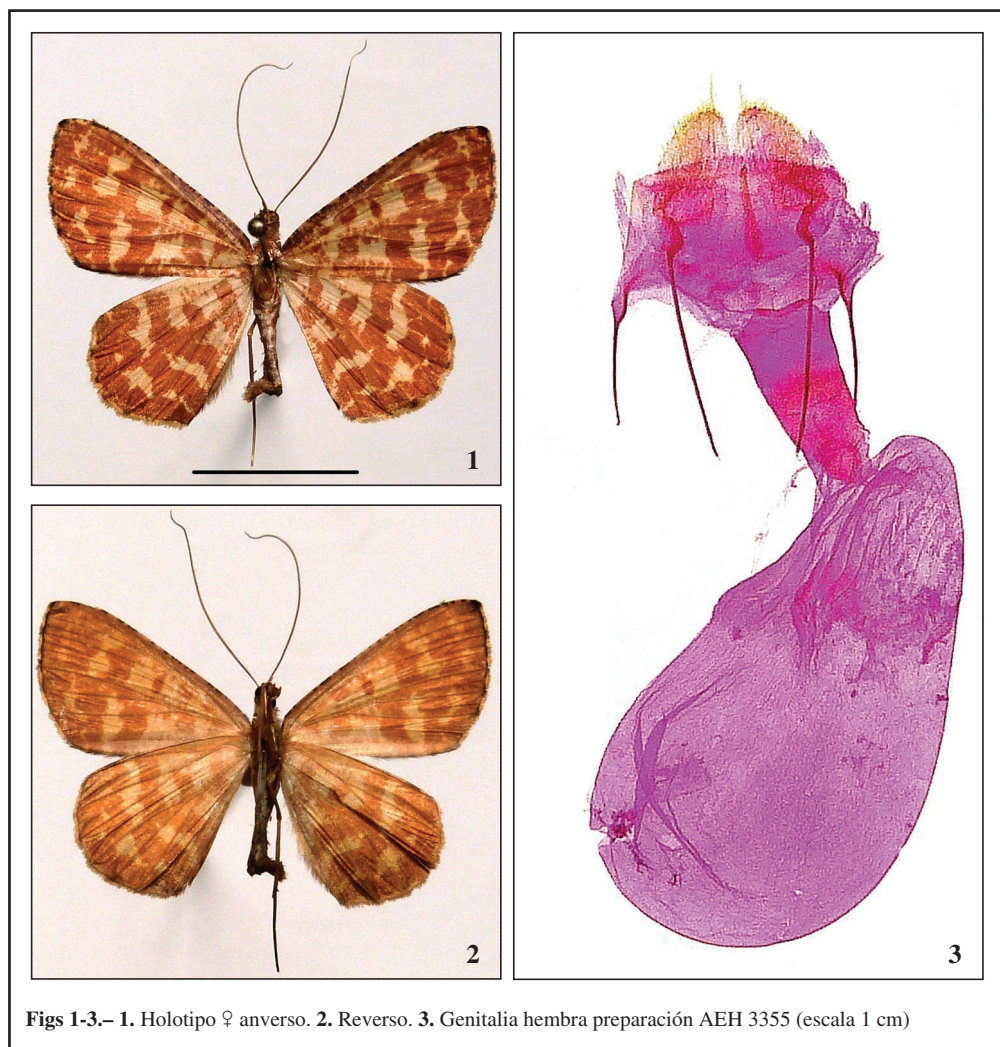 1
2
3
Figs 1-3.– 1. Holotipo ♀ anverso. 2. Reverso. 3. Genitalia hembra preparación AEH 3355 (escala 1 cm)